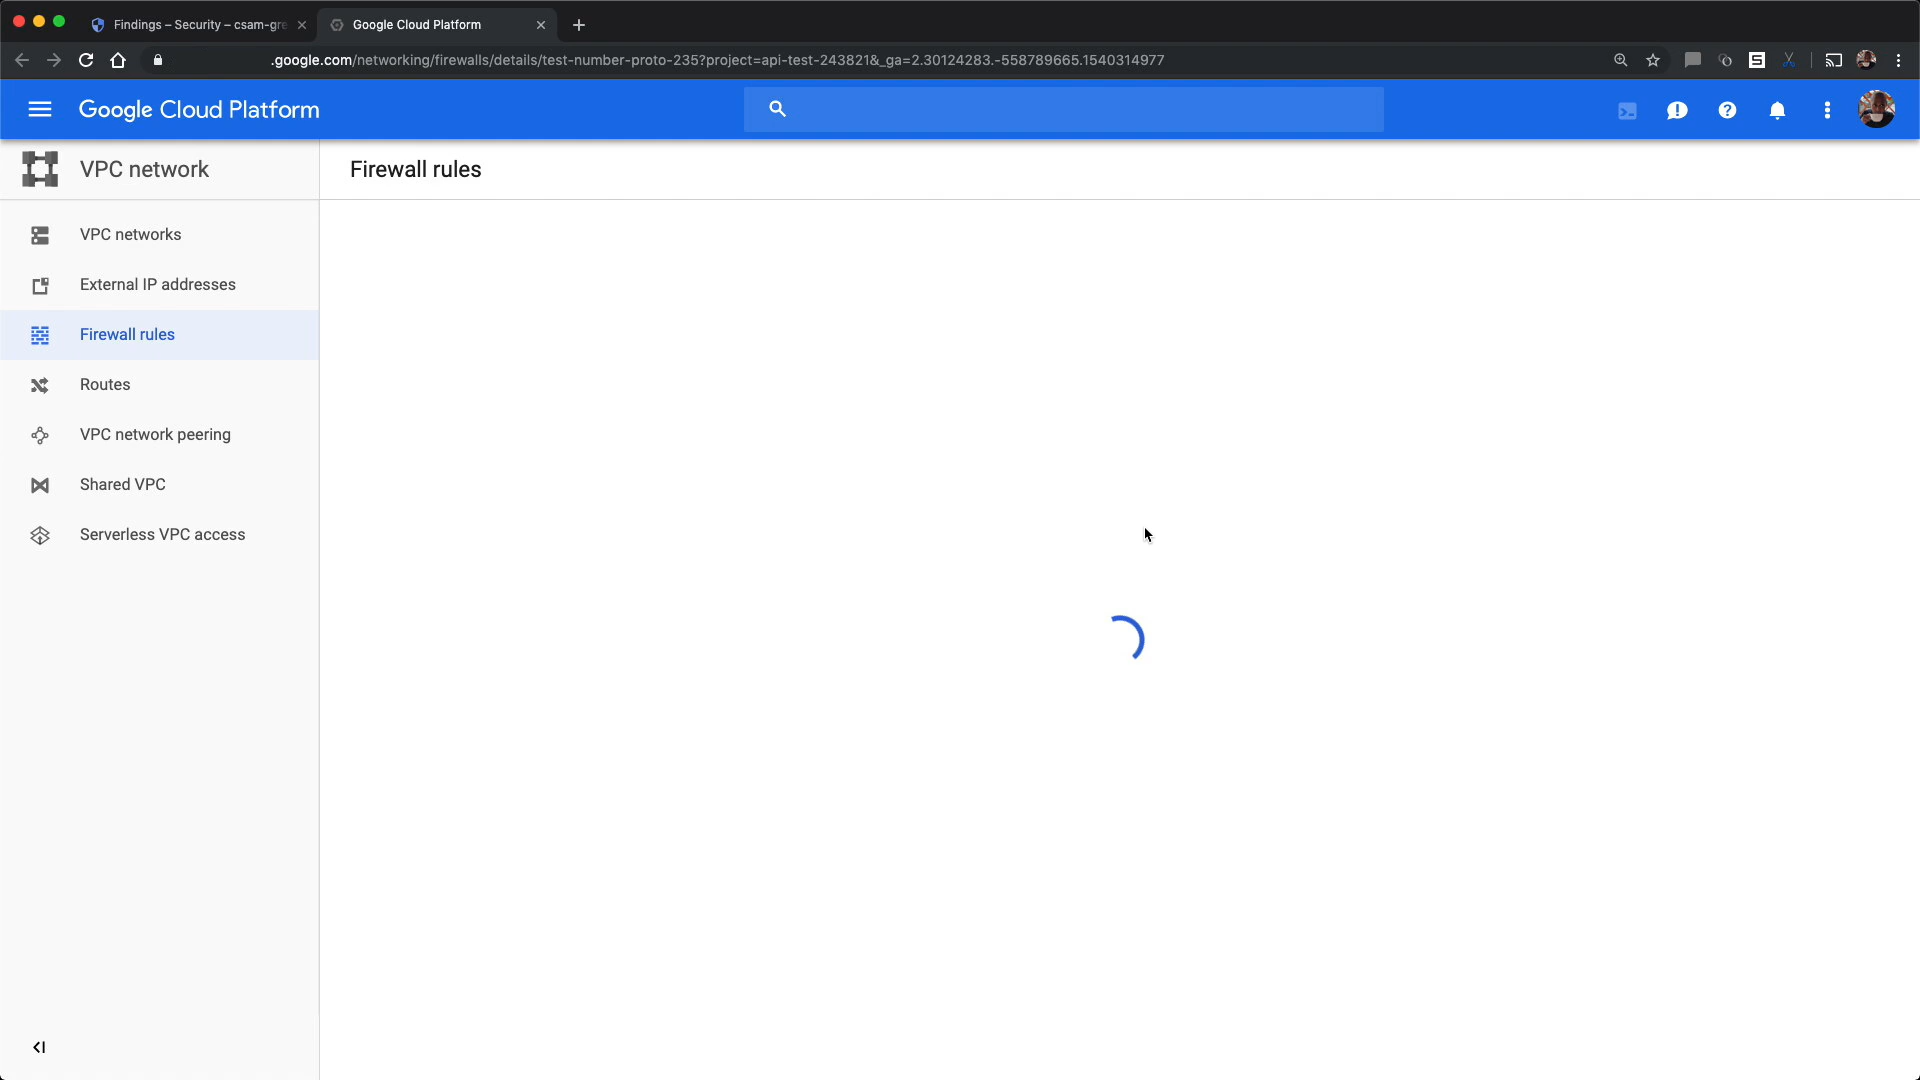 Findings – Security – csam-gre
Google Cloud Platform
.google.com/networking/firewalls/details/test-number-proto-235?project=api-test-243821&_ga=2.30124283.-558789665.1540314977
Google Cloud Platform
VPC network
Firewall rules
VPC networks
External IP addresses
Firewall rules
Routes
VPC network peering
Shared VPC
Serverless VPC access